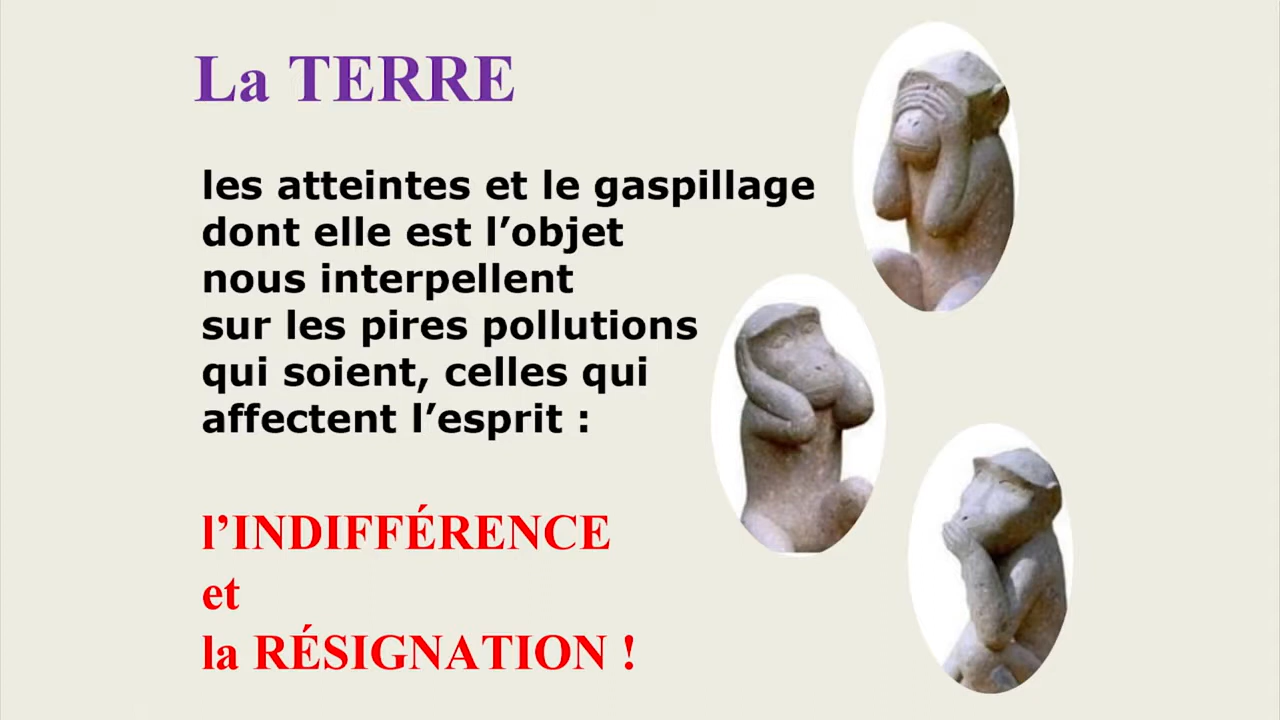 La TERRE
les atteintes et le gaspillage
dont elle est l’objet
nous interpellent
sur les pires pollutions
qui soient, celles qui
affectent l’esprit :
l’INDIFFÉRENCE
et
la RÉSIGNATION !